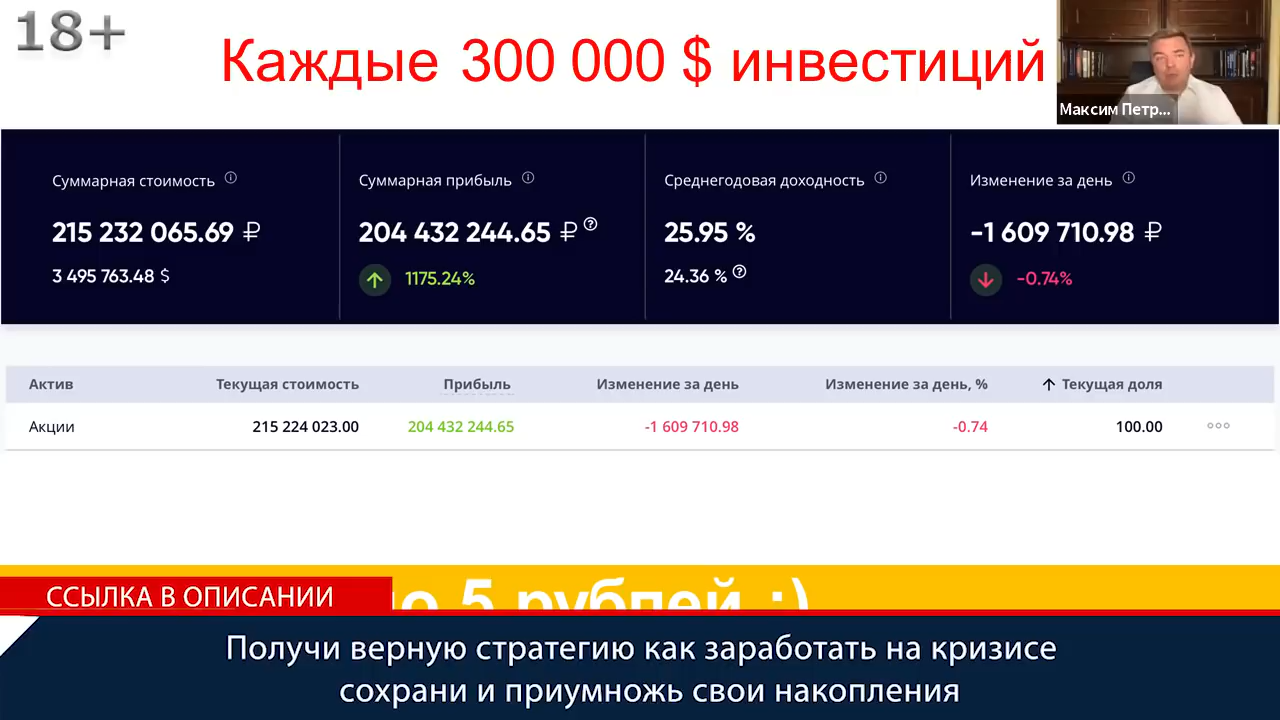 18+
Каждые 300 000 $ инвестиций
Максим Петр...
Суммарная стоимость
215 232 065.69 ₽
3 495 763.48 $
Суммарная прибыль
204 432 244.65 ₽
1175.24%
Среднегодовая доходность
25.95 %
24.36 %
Изменение за день
-1 609 710.98 ₽
-0.74%
Актив Текущая стоимость Прибыль Изменение за день Изменение за день, % Текущая доля
Акции 215 224 023.00 204 432 244.65 -1 609 710.98 -0.74 100.00
5 рублей :)
ССЫЛКА В ОПИСАНИИ
Получи верную стратегию как заработать на кризисе
сохрани и приумножь свои накопления